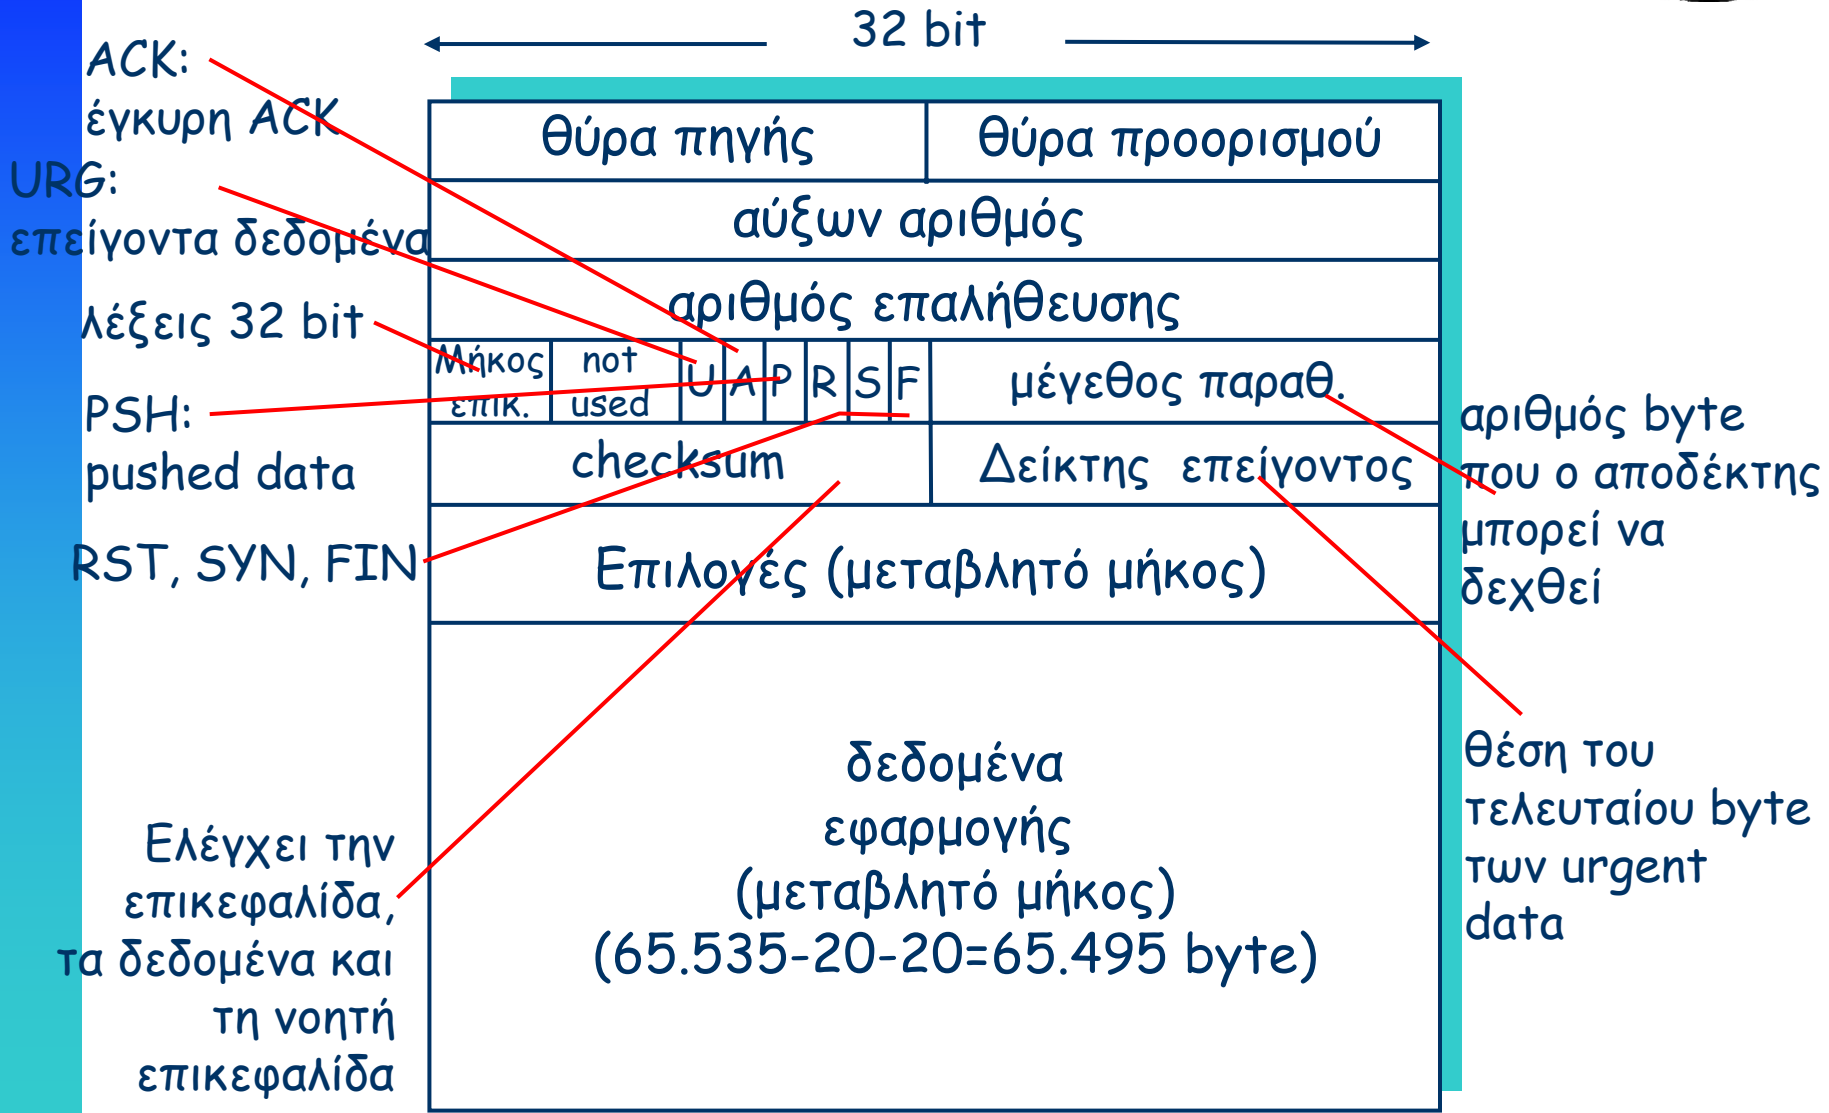 32 bit
ACK:
έγκυρη ACK
URG:
επείγοντα δεδομένα
λέξεις 32 bit
PSH:
pushed data
RST, SYN, FIN
Ελέγχει την
επικεφαλίδα,
τα δεδομένα και
τη νοητή
επικεφαλίδα
θύρα πηγής
θύρα προορισμού
αύξων αριθμός
αριθμός επαλήθευσης
Μήκος
επικ.
not
used
U A P R S F
μέγεθος παραθ.
checksum
Δείκτης επείγοντος
Επιλογές (μεταβλητό μήκος)
δεδομένα
εφαρμογής
(μεταβλητό μήκος)
(65.535-20-20=65.495 byte)
αριθμός byte
που ο αποδέκτης
μπορεί να
δεχθεί
θέση του
τελευταίου byte
των urgent
data